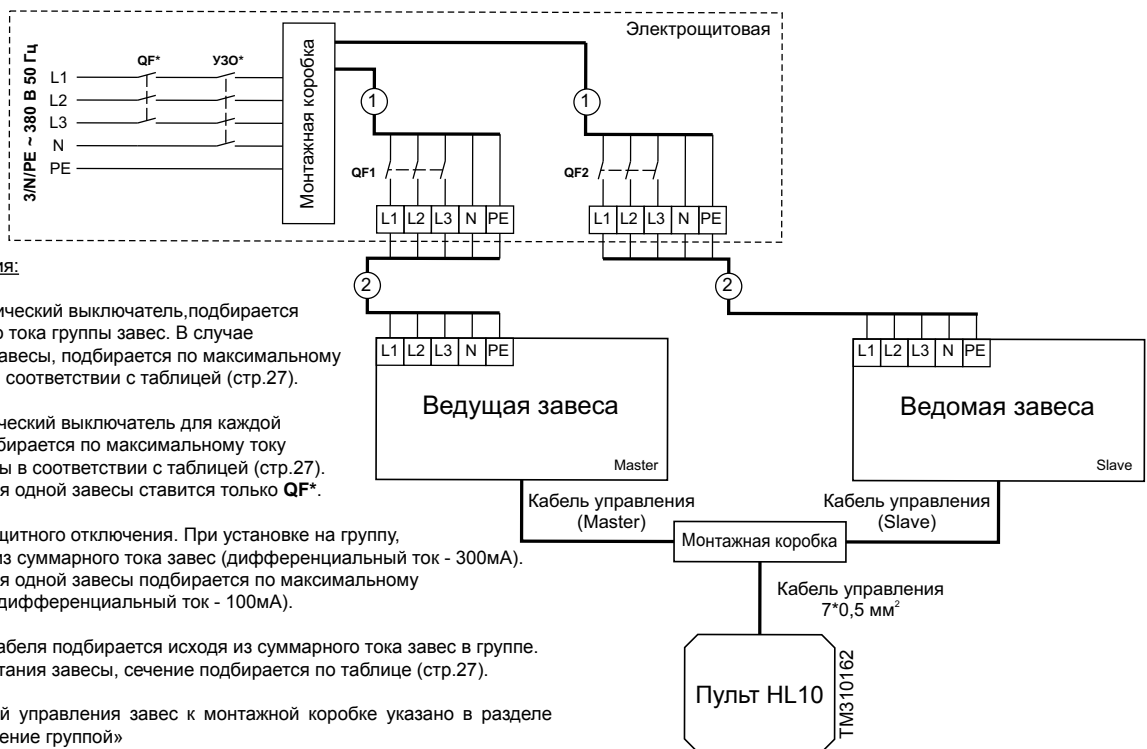 Электрощитовая
3/N/PE ~ 380 В 50 Гц
QF*
УЗО*
L1
L2
L3
N
PE
Монтажная коробка
1
1
QF1
QF2
L1 L2 L3 N PE
L1 L2 L3 N PE
2
2
L1 L2 L3 N PE
L1 L2 L3 N PE
Ведущая завеса
Master
Ведомая завеса
Slave
Кабель управления
(Master)
Кабель управления
(Slave)
Монтажная коробка
Кабель управления
7*0,5 мм²
Пульт HL10
TM310162
ия:
ический выключатель,подбирается
о тока группы завес. В случае
авесы, подбирается по максимальному
соответствии с таблицей (стр.27).
ческий выключатель для каждой
бирается по максимальному току
ы в соответствии с таблицей (стр.27).
я одной завесы ставится только QF*.
щитного отключения. При установке на группу,
из суммарного тока завес (дифференциальный ток - 300мА).
я одной завесы подбирается по максимальному
дифференциальный ток - 100мА).
абеля подбирается исходя из суммарного тока завес в группе.
тания завесы, сечение подбирается по таблице (стр.27).
й управления завес к монтажной коробке указано в разделе
ение группой»